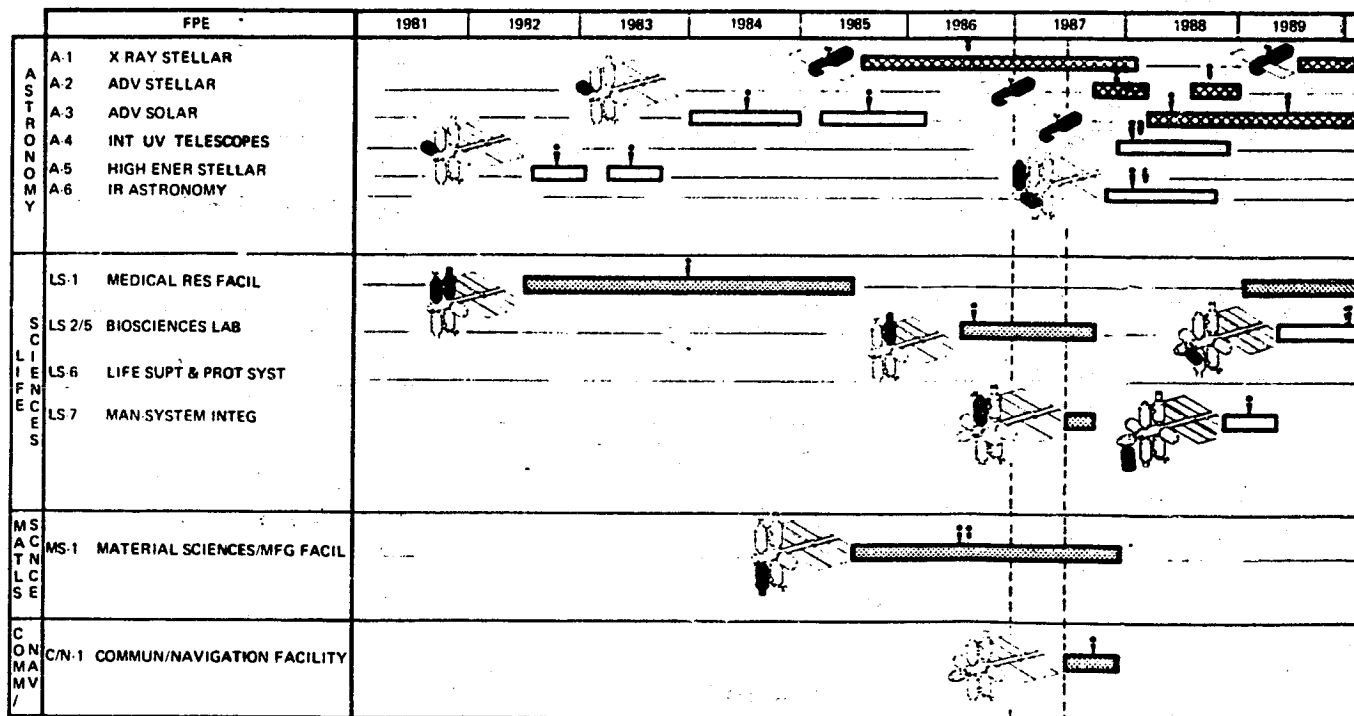 FPE 1981 1982 1983 1984 1985 1986 1987 1988 1989
ASTRONOMY
A-1 X RAY STELLAR
A-2 ADV STELLAR
A-3 ADV SOLAR
A-4 INT UV TELESCOPES
A-5 HIGH ENER STELLAR
A-6 IR ASTRONOMY
LIFE SCIENCES
LS-1 MEDICAL RES FACIL
LS 2/5 BIOSCIENCES LAB
LS-6 LIFE SUPT & PROT SYST
LS-7 MAN-SYSTEM INTEG
MATLS SCNCE
MS-1 MATERIAL SCIENCES/MFG FACIL
COMM/ NAV
C/N-1 COMMUN/NAVIGATION FACILITY